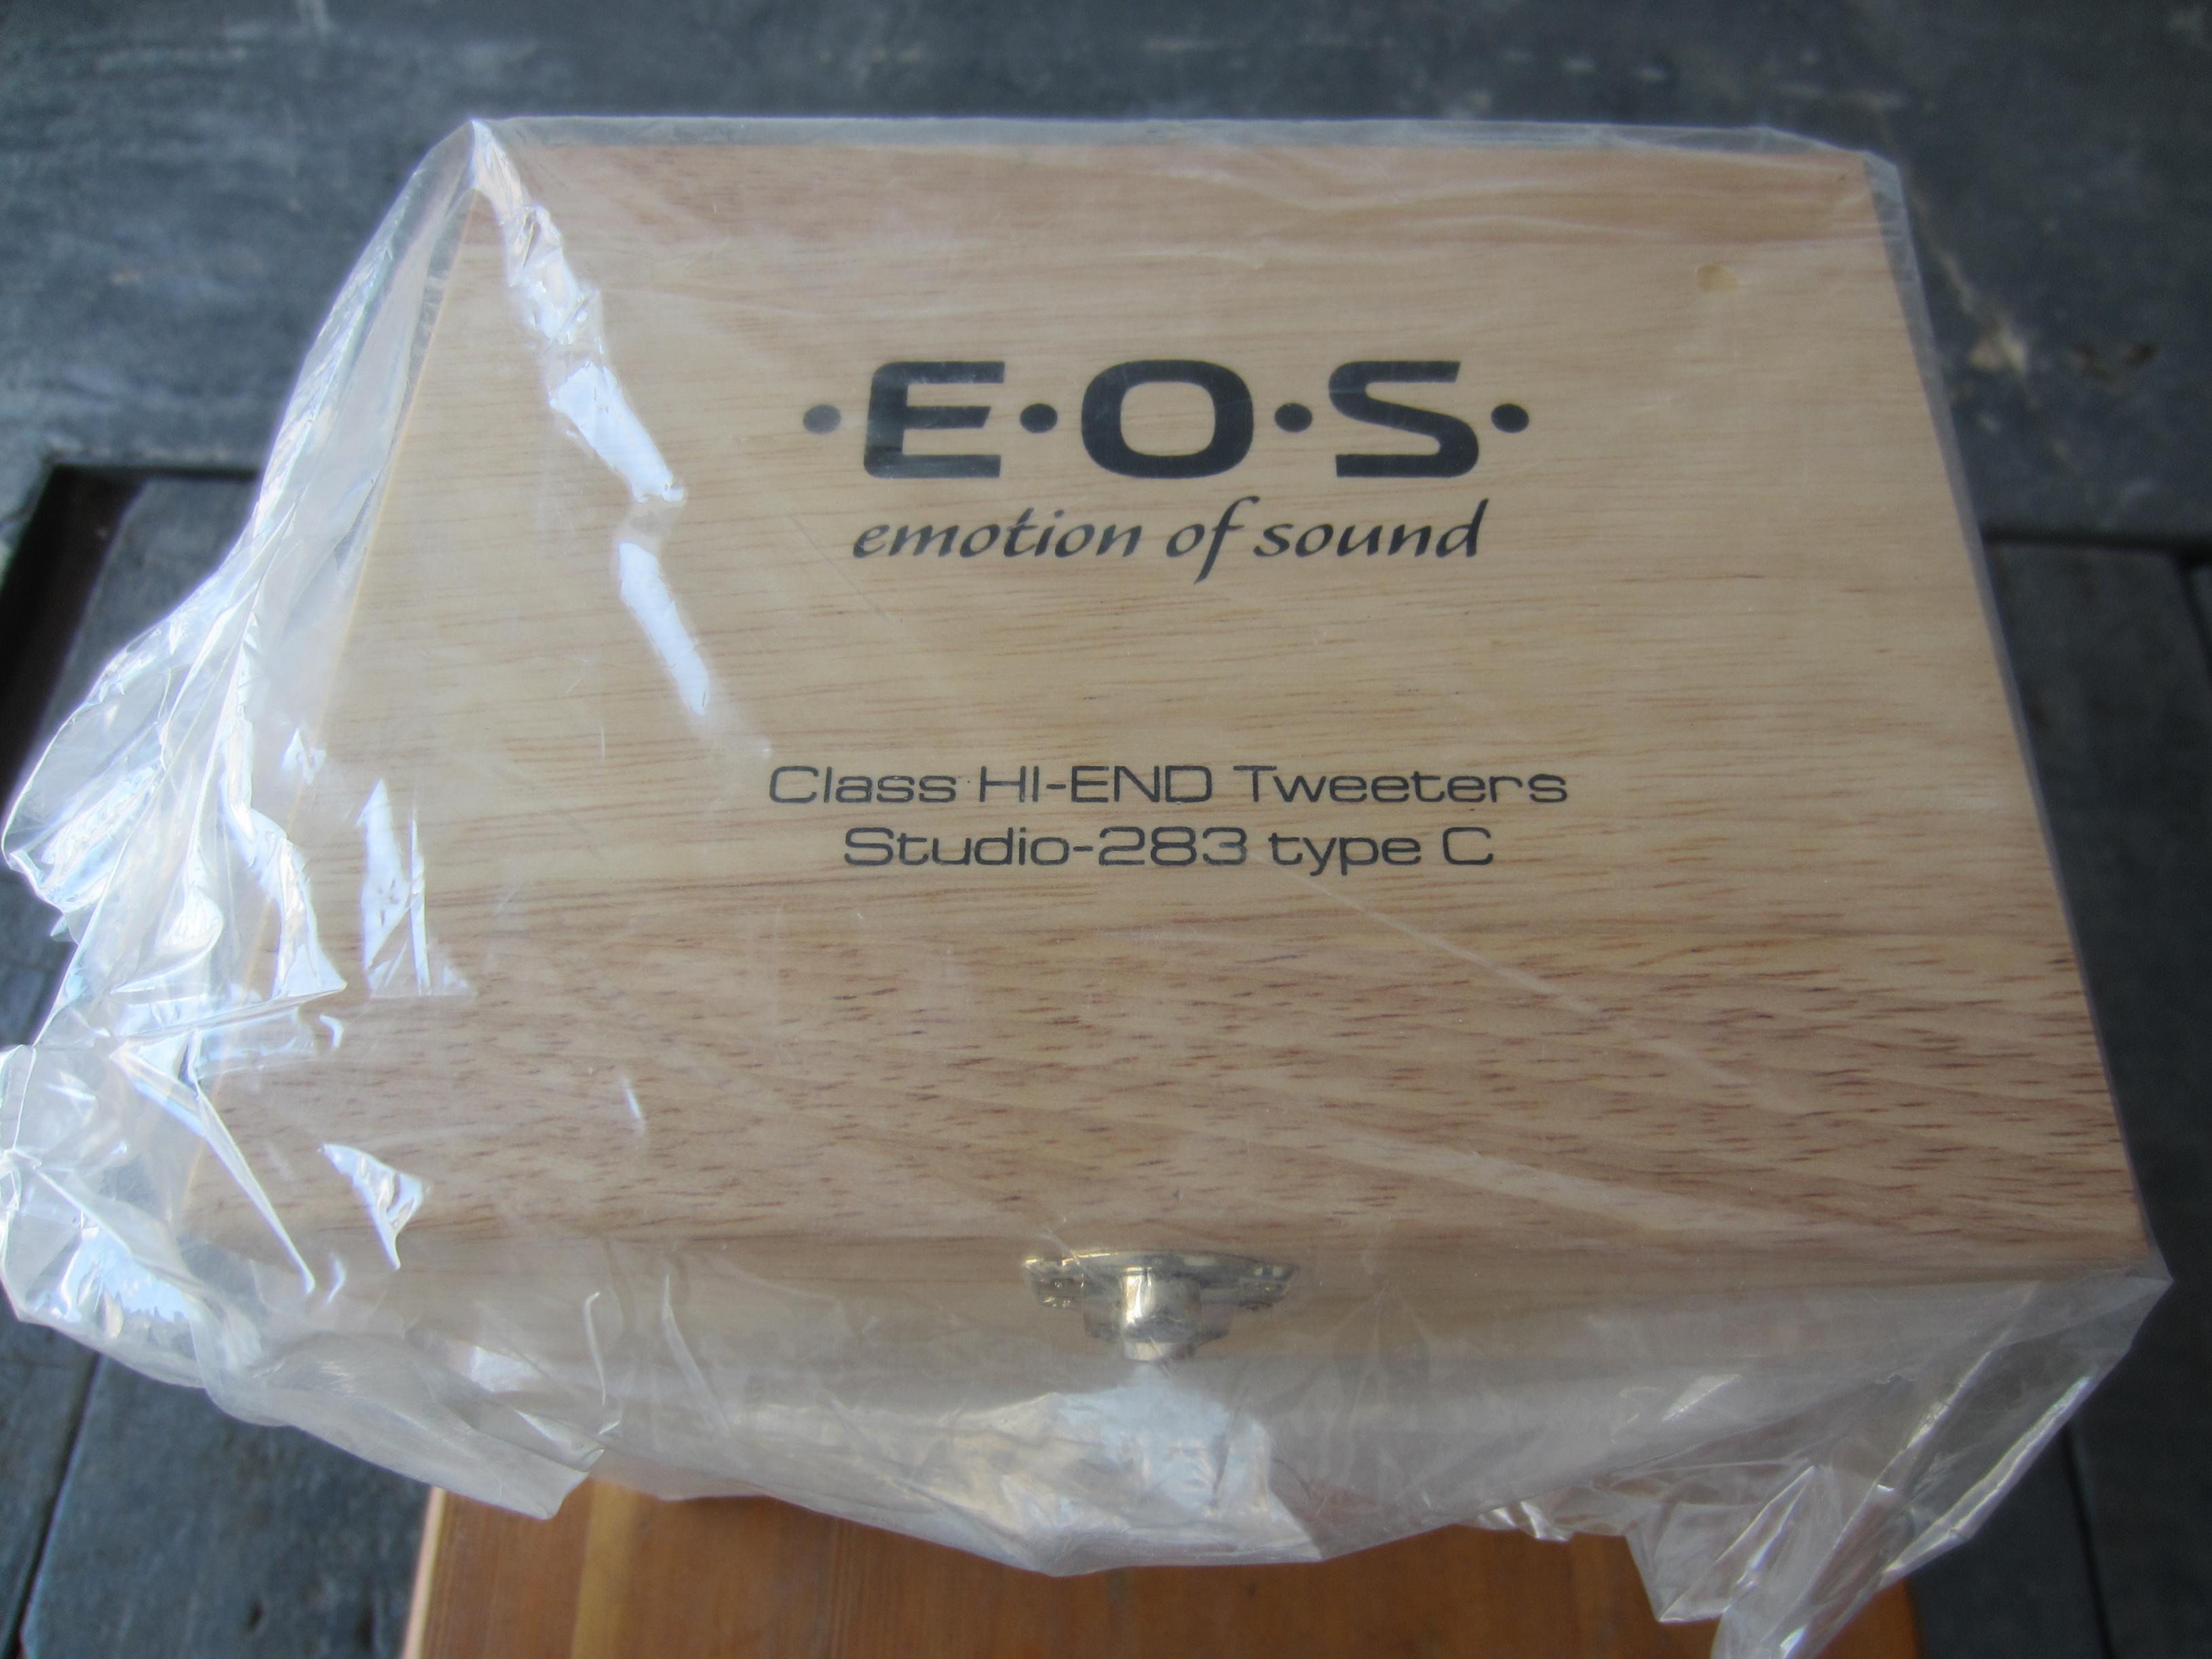 ·E·O·S·
emotion of sound
Class HI-END Tweeters
Studio-283 type C